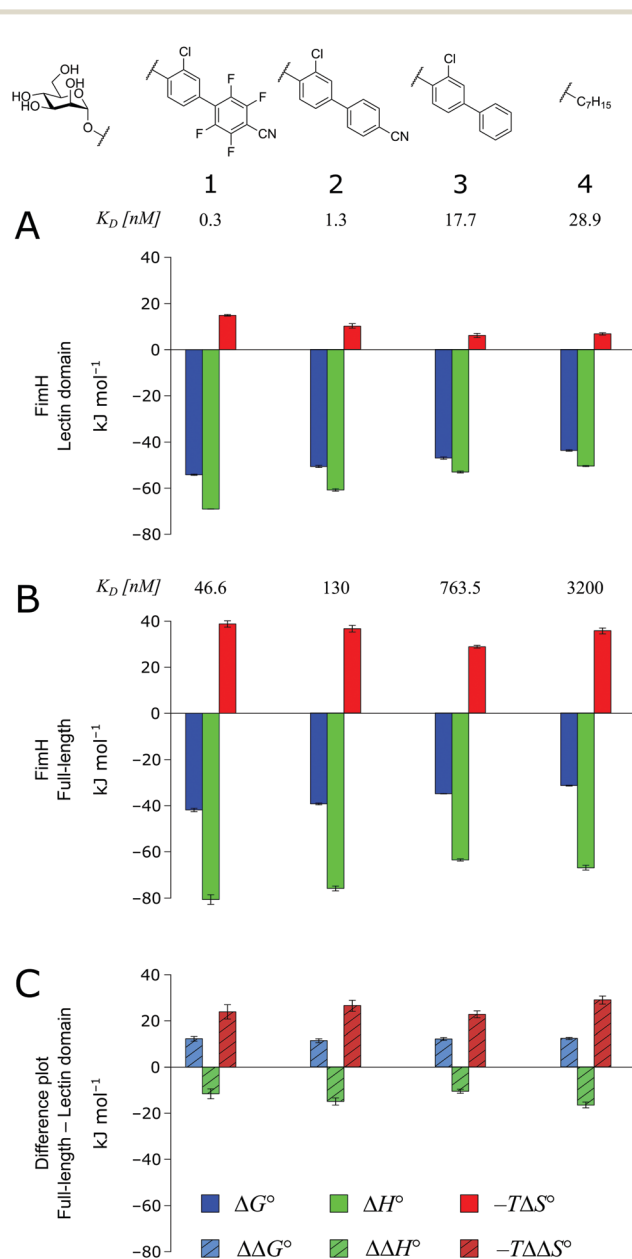 OH
OH
HO
HO
O
O
Cl
F
F
F
F
CN
Cl
CN
Cl
C₇H₁₅
1 2 3 4
A
K_D [nM] 0.3 1.3 17.7 28.9
FimH
Lectin domain
kJ mol⁻¹
40
20
0
−20
−40
−60
−80
B
K_D [nM] 46.6 130 763.5 3200
FimH
Full-length
kJ mol⁻¹
40
20
0
−20
−40
−60
−80
C
Difference plot
Full-length – Lectin domain
kJ mol⁻¹
40
20
0
−20
−40
−60
−80
ΔG° ΔH° –TΔS°
ΔΔG° ΔΔH° –TΔΔS°